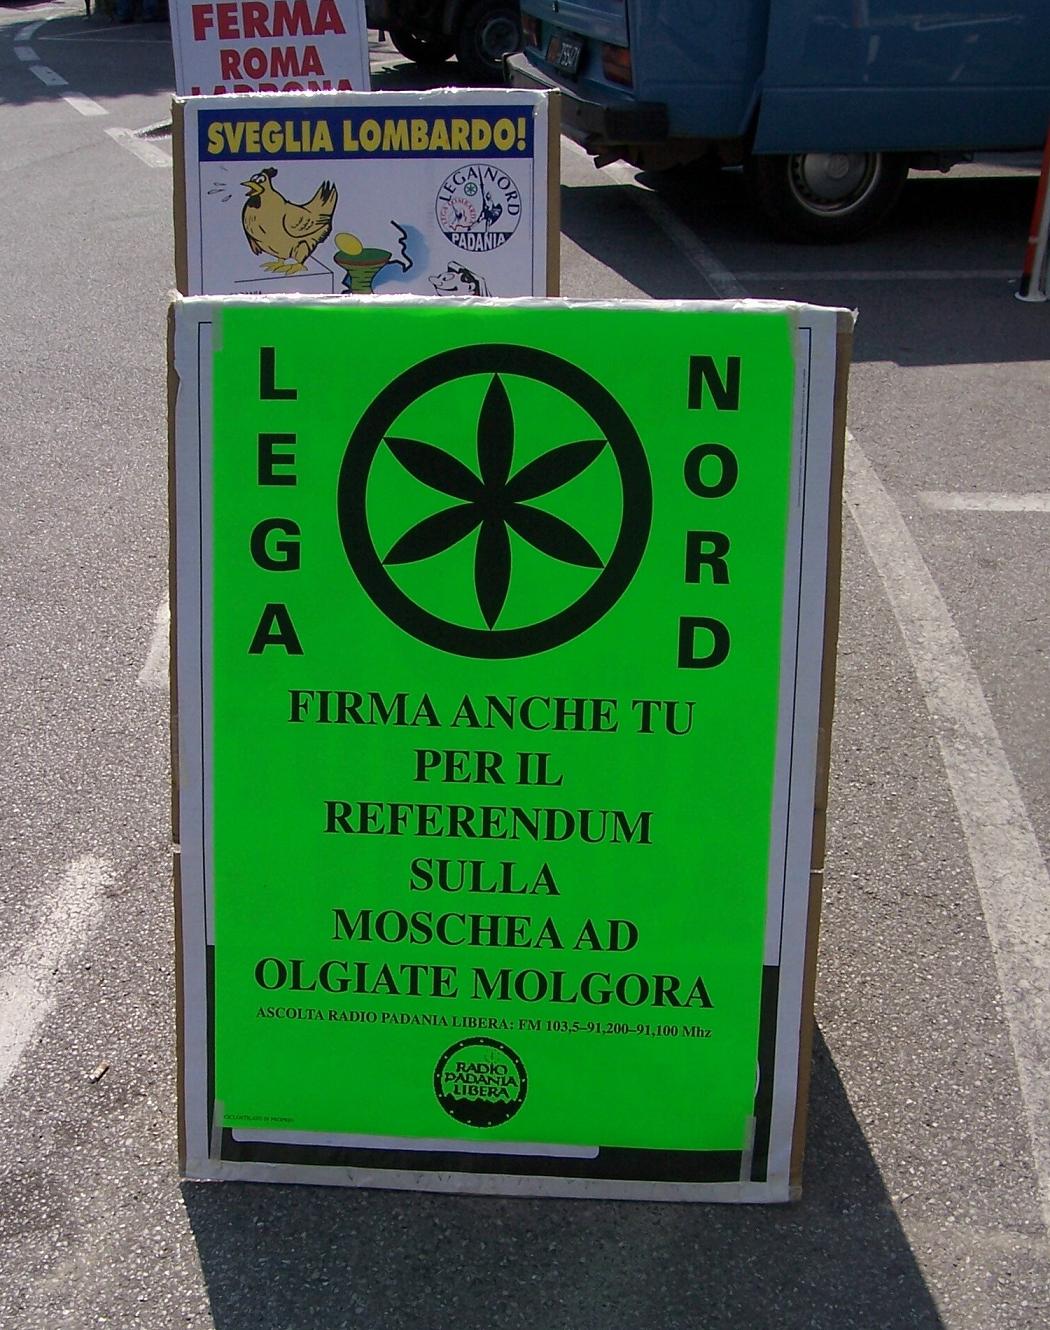 FERMA
ROMA
LADRONA
SVEGLIA LOMBARDO!
LEGA NORD
PADANIA
LEGA
NORD
FIRMA ANCHE TU
PER IL
REFERENDUM
SULLA
MOSCHEA AD
OLGIATE MOLGORA
ASCOLTA RADIO PADANIA LIBERA: FM 103,5–91,200–91,100 Mhz
RADIO
PADANIA
LIBERA